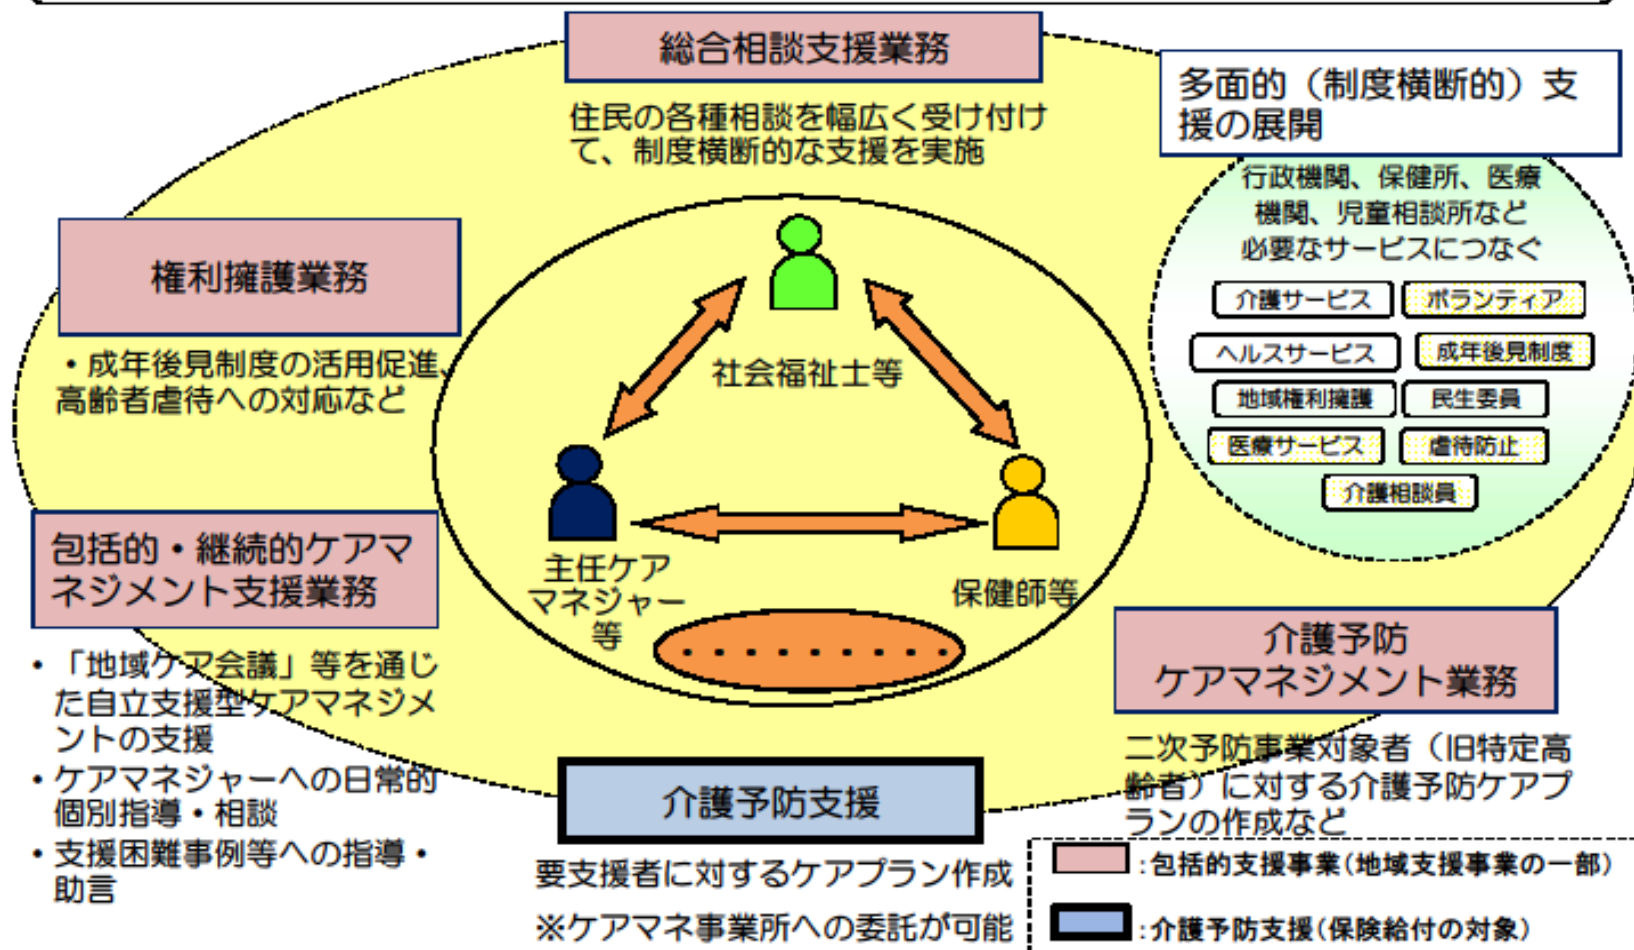 総合相談支援業務
住民の各種相談を幅広く受け付け
て、制度横断的な支援を実施
多面的（制度横断的）支
援の展開
行政機関、保健所、医療
機関、児童相談所など
必要なサービスにつなぐ
介護サービス
ボランティア
ヘルスサービス
成年後見制度
地域権利擁護
民生委員
医療サービス
虐待防止
介護相談員
権利擁護業務
・成年後見制度の活用促進、
高齢者虐待への対応など
社会福祉士等
主任ケア
マネジャー
等
保健師等
・・・・・・・・・
包括的・継続的ケアマ
ネジメント支援業務
・「地域ケア会議」等を通じ
た自立支援型ケアマネジメ
ントの支援
・ケアマネジャーへの日常的
個別指導・相談
・支援困難事例等への指導・
助言
介護予防
ケアマネジメント業務
二次予防事業対象者（旧特定高
齢者）に対する介護予防ケアプ
ランの作成など
介護予防支援
要支援者に対するケアプラン作成
※ケアマネ事業所への委託が可能
:包括的支援事業(地域支援事業の一部)
:介護予防支援(保険給付の対象)